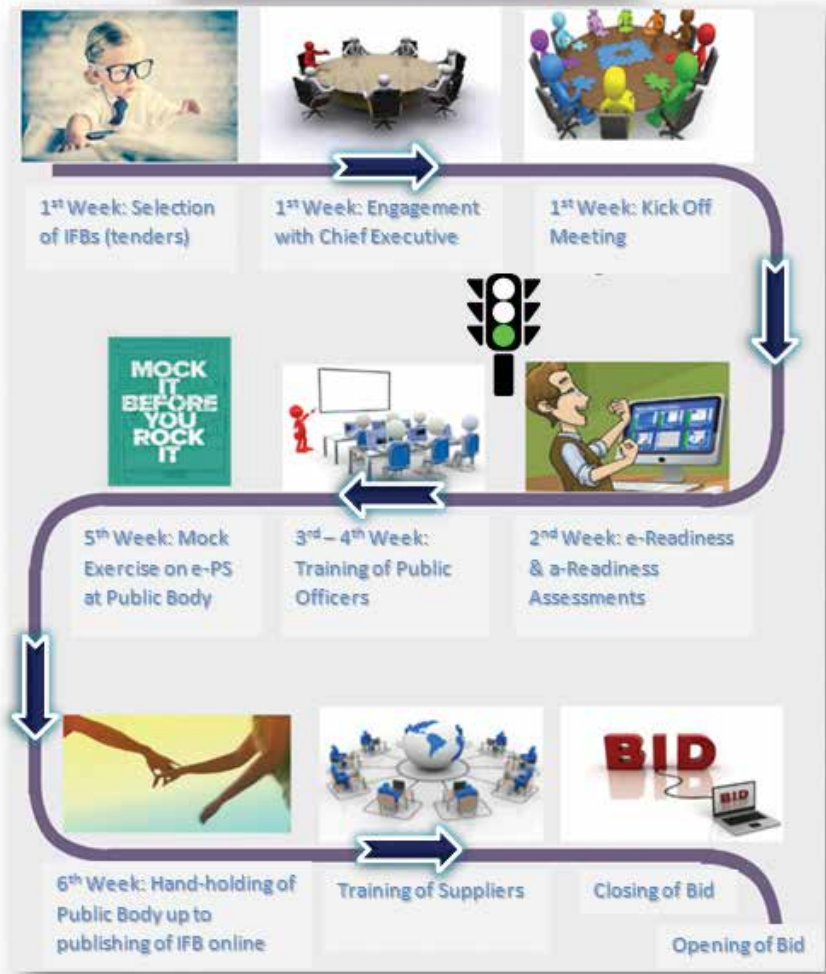 1st Week: Selection
of IFBs (tenders)
1st Week: Engagement
with Chief Executive
1st Week: Kick Off
Meeting
MOCK
IT
BEFORE
YOU
ROCK
IT
2nd Week: e-Readiness
& a-Readiness
Assessments
3rd – 4th Week:
Training of Public
Officers
5th Week: Mock
Exercise on e-PS
at Public Body
BID
BID
6th Week: Hand-holding of
Public Body up to
publishing of IFB online
Training of Suppliers
Closing of Bid
Opening of Bid